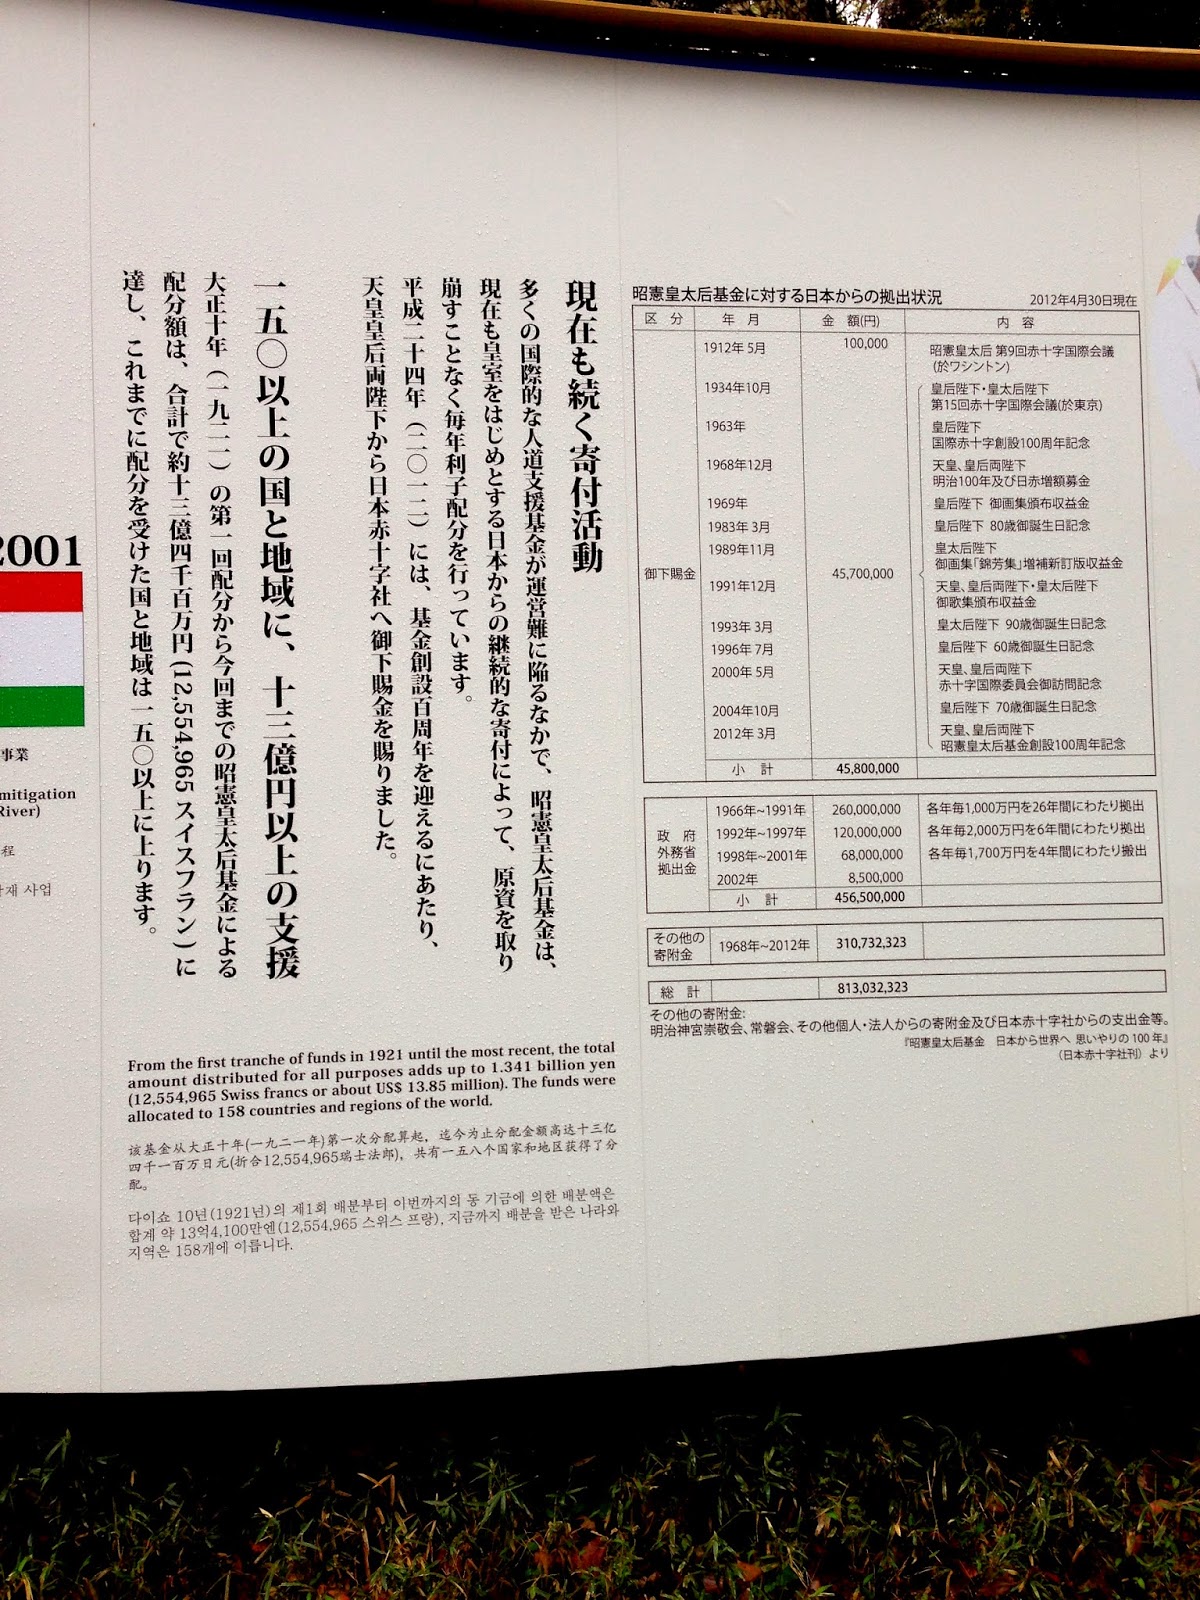 2001
事業
mitigation
River)
程
재 사업
現在も続く寄付活動
多くの国際的な人道支援基金が運営難に陥るなかで、昭憲皇太后基金は、
現在も皇室をはじめとする日本からの継続的な寄付によって、原資を取り
崩すことなく毎年利子配分を行っています。
平成二十四年（二〇一二）には、基金創設百周年を迎えるにあたり、
天皇皇后両陛下から日本赤十字社へ御下賜金を賜りました。
一五〇以上の国と地域に、十三億円以上の支援
大正十年（一九二一）の第一回配分から今回までの昭憲皇太后基金による
配分額は、合計で約十三億四千百万円(12,554,965 スイスフラン)に
達し、これまでに配分を受けた国と地域は一五〇以上に上ります。
From the first tranche of funds in 1921 until the most recent, the total
amount distributed for all purposes adds up to 1.341 billion yen
(12,554,965 Swiss francs or about US$ 13.85 million). The funds were
allocated to 158 countries and regions of the world.
该基金从大正十年(一九二一年)第一次分配算起，迄今为止分配金额高达十三亿
四千一百万日元(折合12,554,965瑞士法郎)，共有一五八个国家和地区获得了分
配。
다이쇼 10년(1921년)의 제1회 배분부터 이번까지의 동 기금에 의한 배분액은
합계 약 13억4,100만엔(12,554,965 스위스 프랑), 지금까지 배분을 받은 나라와
지역은 158개에 이릅니다.
昭憲皇太后基金に対する日本からの拠出状況 2012年4月30日現在
区 分 年 月 金 額(円) 内 容
御下賜金
1912年 5月 100,000 昭憲皇太后 第9回赤十字国際会議
（於ワシントン）
1934年10月 皇后陛下・皇太后陛下
第15回赤十字国際会議(於東京)
1963年 皇后陛下
国際赤十字創設100周年記念
1968年12月 天皇、皇后両陛下
明治100年及び日赤増額募金
1969年 皇后陛下 御画集頒布収益金
1983年 3月 皇后陛下 80歳御誕生日記念
1989年11月 皇太后陛下
御画集「錦芳集」増補新訂版収益金
45,700,000
1991年12月 天皇、皇后両陛下・皇太后陛下
御歌集頒布収益金
1993年 3月 皇太后陛下 90歳御誕生日記念
1996年 7月 皇后陛下 60歳御誕生日記念
2000年 5月 天皇、皇后両陛下
赤十字国際委員会御訪問記念
2004年10月 皇后陛下 70歳御誕生日記念
2012年 3月 天皇、皇后両陛下
昭憲皇太后基金創設100周年記念
小 計 45,800,000
政 府
外務省
拠出金
1966年~1991年 260,000,000 各年毎1,000万円を26年間にわたり拠出
1992年~1997年 120,000,000 各年毎2,000万円を6年間にわたり拠出
1998年~2001年 68,000,000 各年毎1,700万円を4年間にわたり搬出
2002年 8,500,000
小 計 456,500,000
その他の
寄附金
1968年~2012年 310,732,323
総 計 813,032,323
その他の寄附金:
明治神宮崇敬会、常磐会、その他個人・法人からの寄附金及び日本赤十字社からの支出金等。
『昭憲皇太后基金 日本から世界へ 思いやりの100年』
（日本赤十字社刊）より